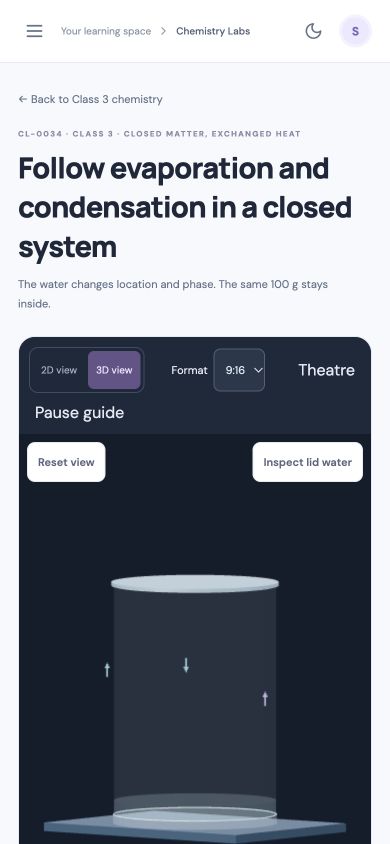 Your learning space > Chemistry Labs
S
← Back to Class 3 chemistry
CL-0034 · CLASS 3 · CLOSED MATTER, EXCHANGED HEAT
Follow evaporation and
condensation in a closed
system
The water changes location and phase. The same 100 g stays
inside.
2D view 3D view Format 9:16 Theatre
Pause guide
Reset view Inspect lid water